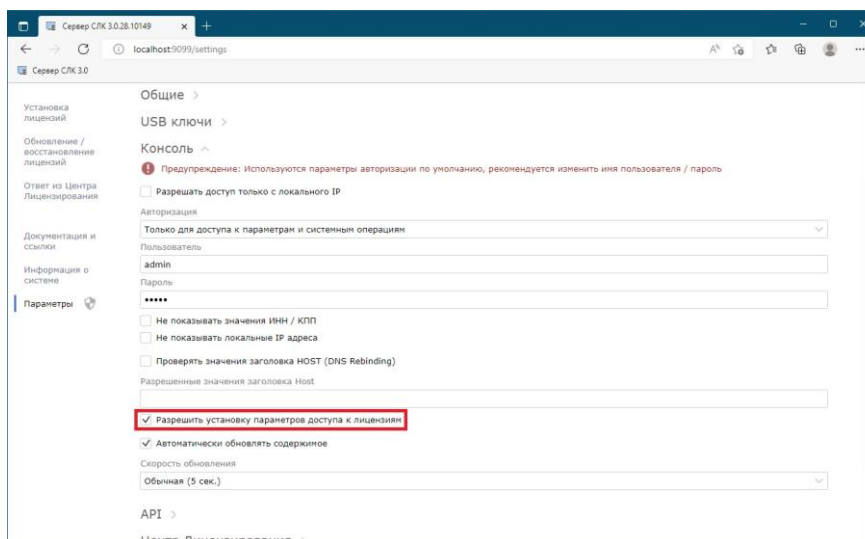 Сервер СЛК 3.0.28.10149
localhost:9099/settings
Сервер СЛК 3.0
Установка
лицензий
Обновление /
восстановление
лицензий
Ответ из Центра
Лицензирования
Документация и
ссылки
Информация о
системе
Параметры
Общие
USB ключи
Консоль
Предупреждение: Используются параметры авторизации по умолчанию, рекомендуется изменить имя пользователя / пароль
Разрешать доступ только с локального IP
Авторизация
Только для доступа к параметрам и системным операциям
Пользователь
admin
Пароль
•••••
Не показывать значения ИНН / КПП
Не показывать локальные IP адреса
Проверять значения заголовка HOST (DNS Rebinding)
Разрешенные значения заголовка Host
Разрешить установку параметров доступа к лицензиям
Автоматически обновлять содержимое
Скорость обновления
Обычная (5 сек.)
API